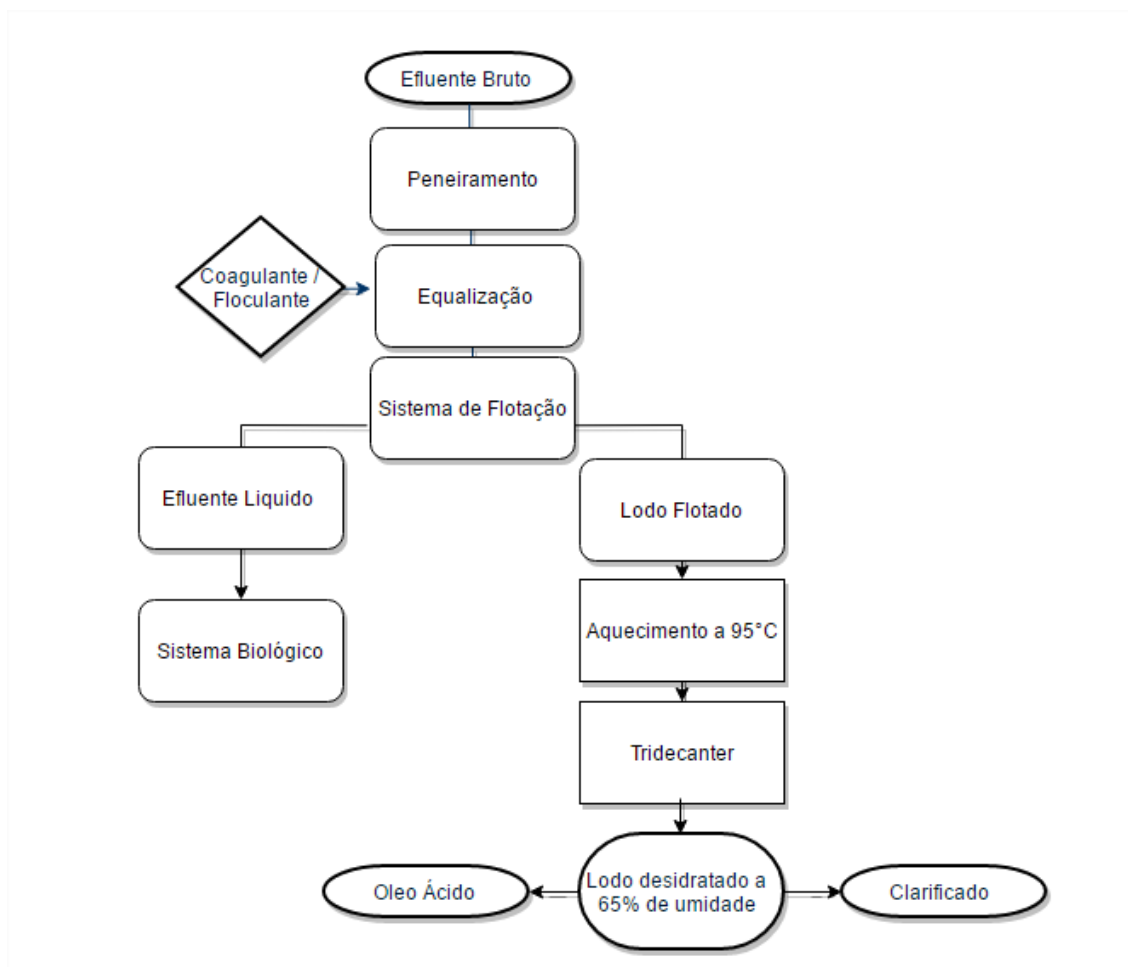 Efluente Bruto
Peneiramento
Coagulante /
Floculante
Equalização
Sistema de Flotação
Efluente Liquido
Lodo Flotado
Sistema Biológico
Aquecimento a 95°C
Tridecanter
Oleo Ácido
Lodo desidratado a
65% de umidade
Clarificado